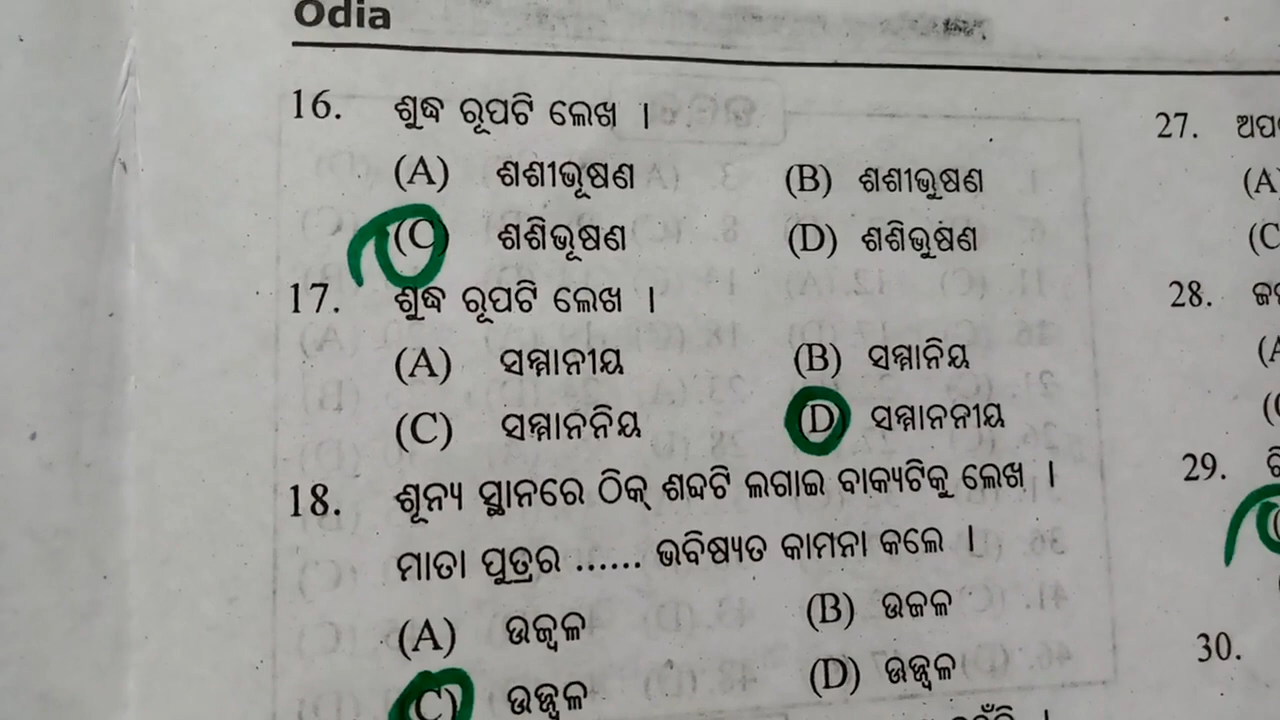 Odia
16. ଶୁଦ୍ଧ ରୂପଟି ଲେଖ ।
(A) ଶଶୀଭୂଷଣ (B) ଶଶୀଭୁଷଣ
(C) ଶଶିଭୂଷଣ (D) ଶଶିଭୁଷଣ
17. ଶୁଦ୍ଧ ରୂପଟି ଲେଖ ।
(A) ସମ୍ମାନୀୟ (B) ସମ୍ମାନିୟ
(C) ସମ୍ମାନନିୟ (D) ସମ୍ମାନନୀୟ
18. ଶୂନ୍ୟ ସ୍ଥାନରେ ଠିକ୍ ଶବ୍ଦଟି ଲଗାଇ ବାକ୍ୟଟିକୁ ଲେଖ ।
ମାତା ପୁତ୍ରର ...... ଭବିଷ୍ୟତ କାମନା କଲେ ।
(A) ଉଜ୍ୱଳ (B) ଉଜଳ
(C) ଉଜ୍ଜ୍ୱଳ (D) ଊଜ୍ଜ୍ୱଳ
27.
(A)
(C
28.
(A
29.
30.